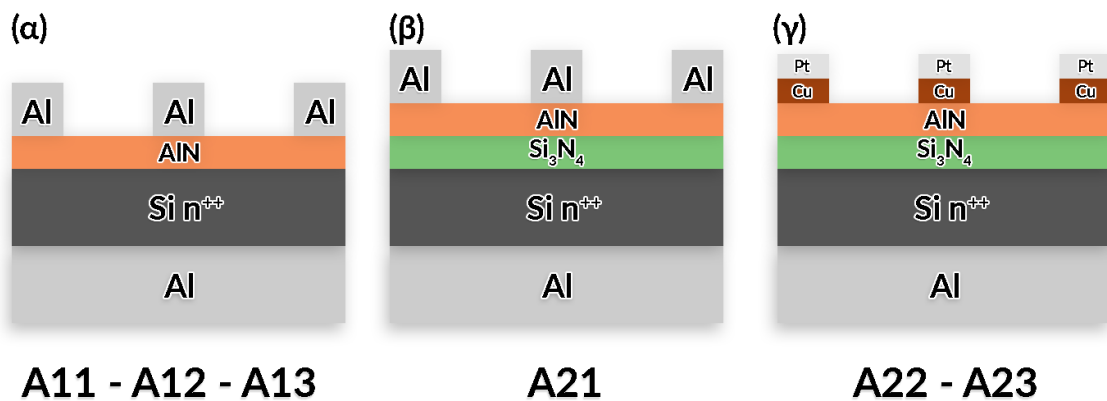 (α)
Al Al Al
AlN
Si n⁺⁺
Al
A11 - A12 - A13
(β)
Al Al Al
AlN
Si₃N₄
Si n⁺⁺
Al
A21
(γ)
Pt Pt Pt
Cu Cu Cu
AlN
Si₃N₄
Si n⁺⁺
Al
A22 - A23